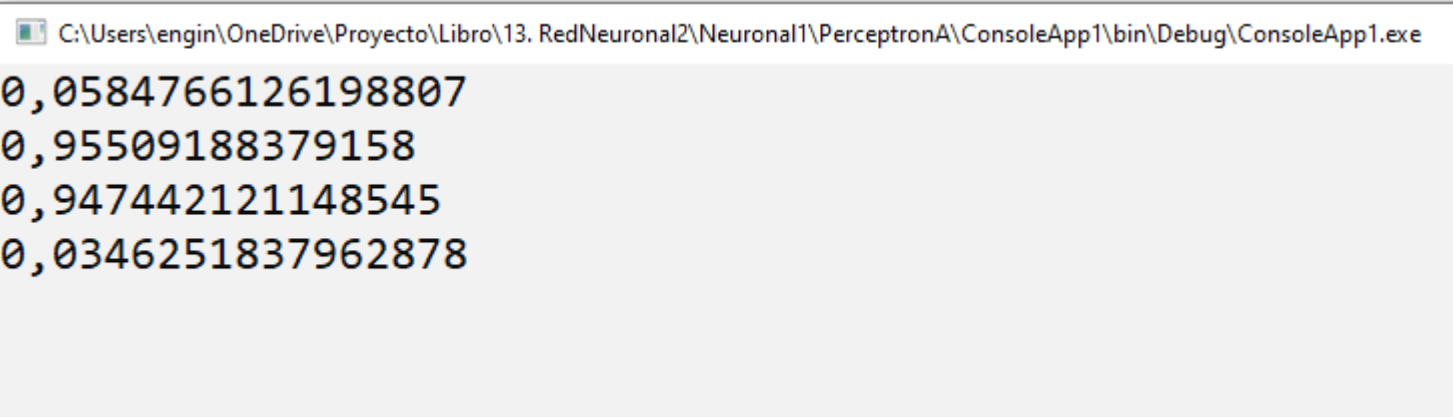 C:\Users\engin\OneDrive\Proyecto\Libro\13. RedNeuronal2\Neuronal1\PerceptronA\ConsoleApp1\bin\Debug\ConsoleApp1.exe
0,0584766126198807
0,95509188379158
0,947442121148545
0,0346251837962878